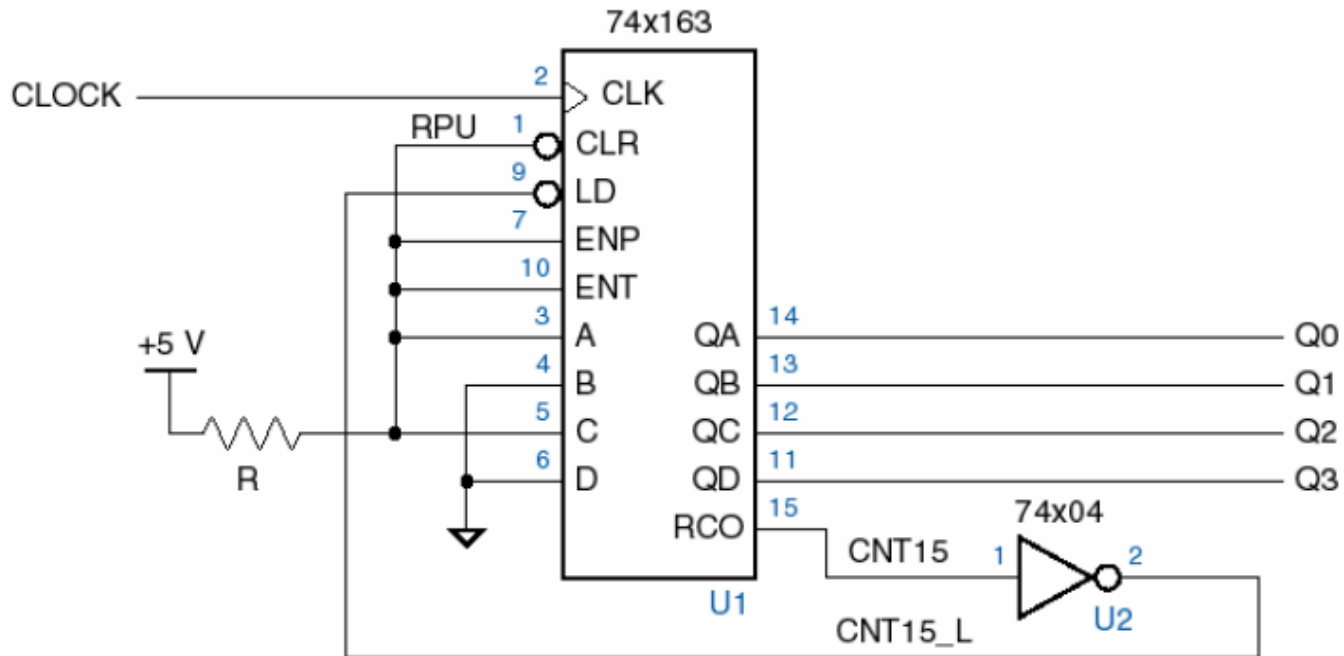 74x163
CLOCK
2
CLK
RPU
1
CLR
9
LD
7
ENP
10
ENT
3
A
QA
14
Q0
+5 V
4
B
QB
13
Q1
5
C
QC
12
Q2
R
6
D
QD
11
Q3
RCO
15
74x04
CNT15
1
2
U1
U2
CNT15_L